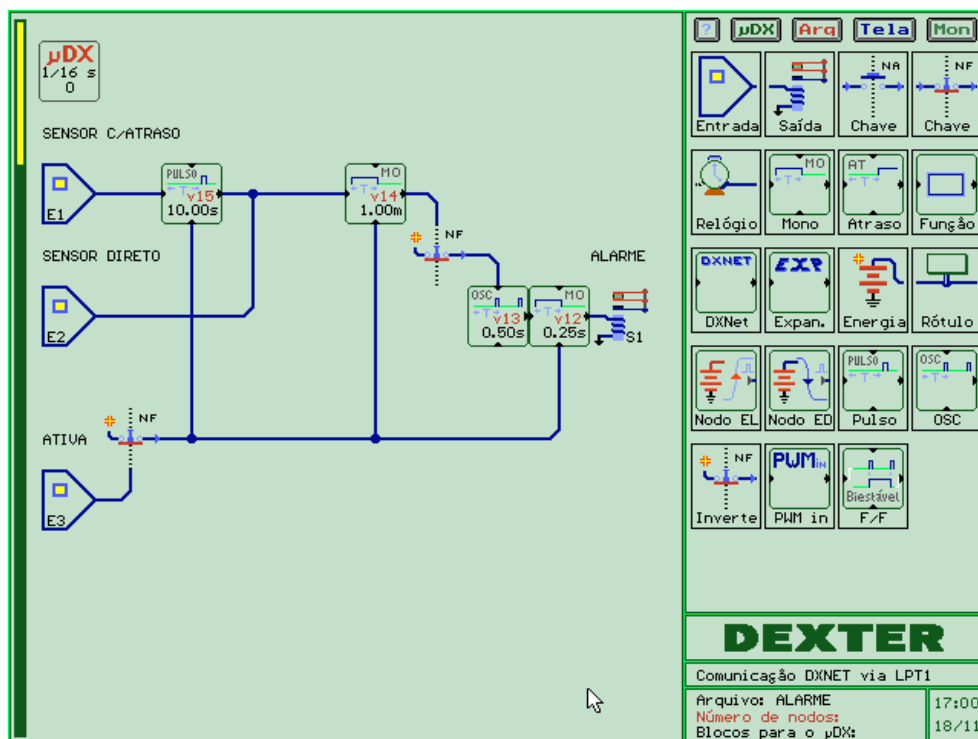 µDX
1/16 s
0
SENSOR C/ATRASO
E1
PULSO
T
v15
10.00s
MO
T
v14
1.00m
NF
SENSOR DIRETO
E2
ALARME
OSC
T
v13
0.50s
MO
T
v12
0.25s
S1
ATIVA
NF
E3
? µDX Arq Tela Mon
NA NF
Entrada Saída Chave Chave
MO AT
T T
Relógio Mono Atraso Função
DXNET EXP
DXNet Expan. Energia Rótulo
PULSO OSC
T T
Nodo EL Nodo ED Pulso OSC
NF PWM in
Biestável
Inverte PWM in F/F
DEXTER
Comunicação DXNET via LPT1
Arquivo: ALARME
Número de nodos:
Blocos para o µDX:
17:00
18/11